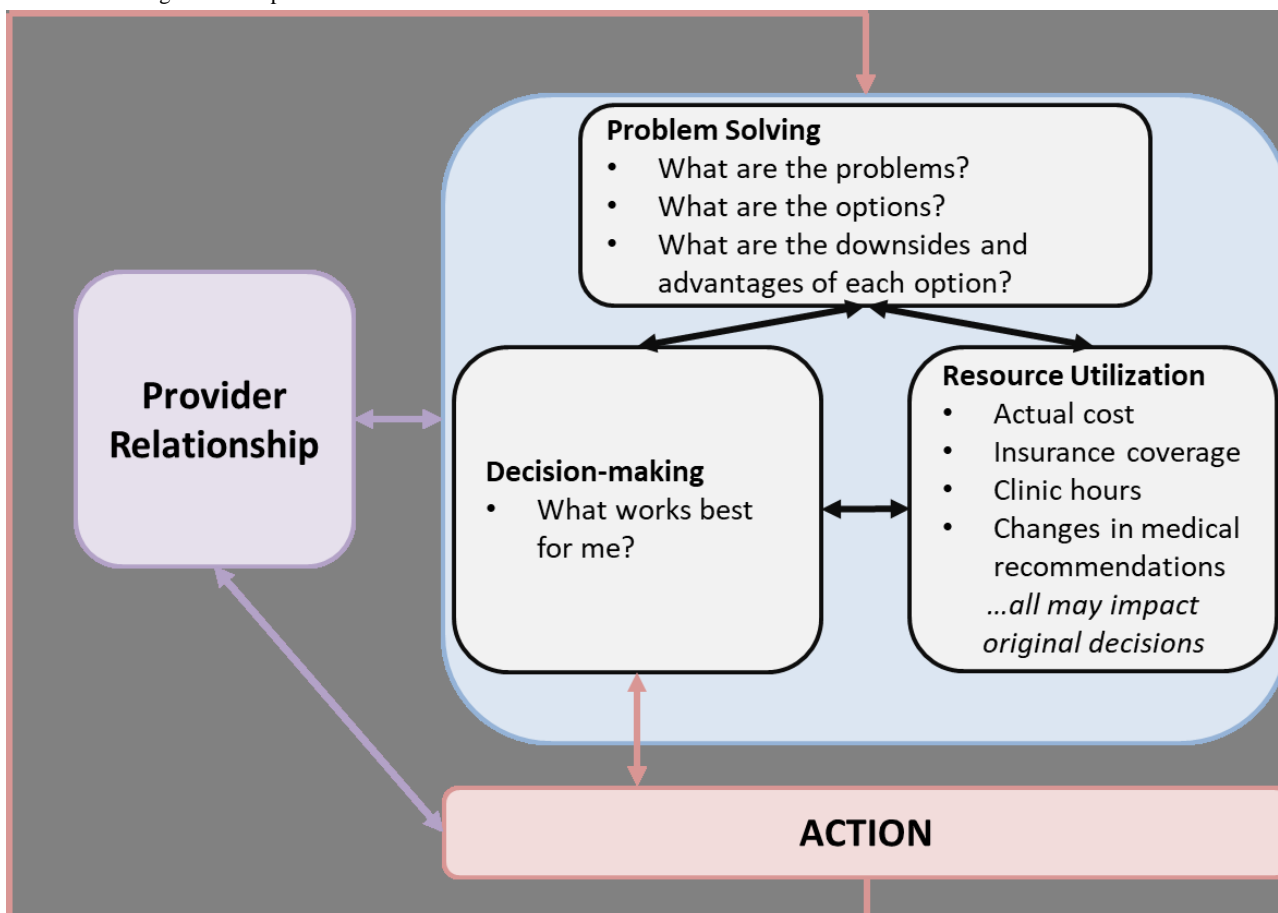 Problem Solving
• What are the problems?
• What are the options?
• What are the downsides and
advantages of each option?
Provider
Relationship
Decision-making
• What works best
for me?
Resource Utilization
• Actual cost
• Insurance coverage
• Clinic hours
• Changes in medical
recommendations
...all may impact
original decisions
ACTION